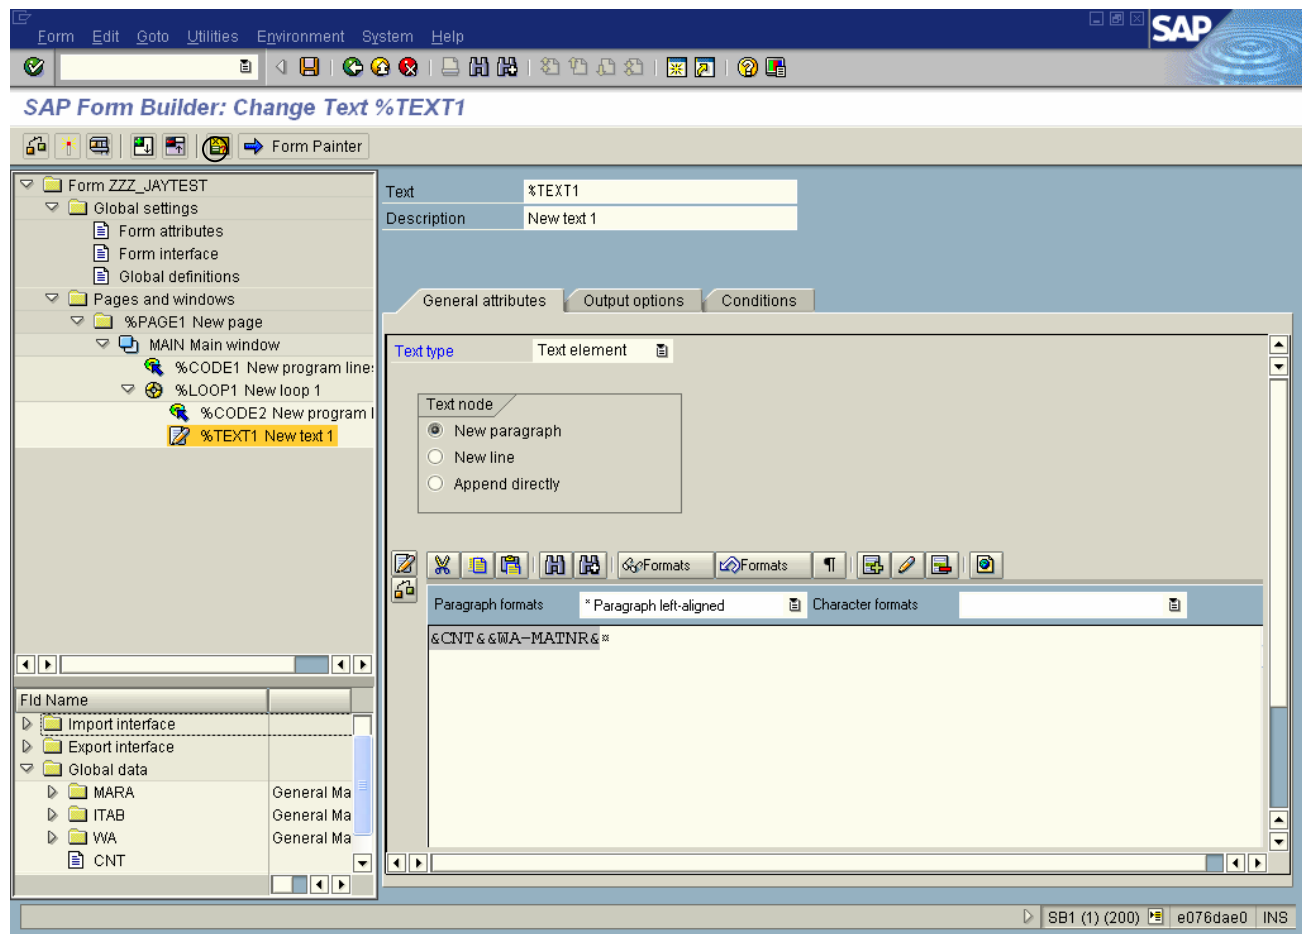 Form Edit Goto Utilities Environment System Help
SAP
SAP Form Builder: Change Text %TEXT1
Form Painter
Form ZZZ_JAYTEST
Global settings
Form attributes
Form interface
Global definitions
Pages and windows
%PAGE1 New page
MAIN Main window
%CODE1 New program line
%LOOP1 New loop 1
%CODE2 New program l
%TEXT1 New text 1
Fld Name
Import interface
Export interface
Global data
MARA General Ma
ITAB General Ma
WA General Ma
CNT
Text %TEXT1
Description New text 1
General attributes Output options Conditions
Text type Text element
Text node
New paragraph
New line
Append directly
Formats Formats
Paragraph formats * Paragraph left-aligned Character formats
&CNT&&WA-MATNR&¤
SB1 (1) (200) e076dae0 INS